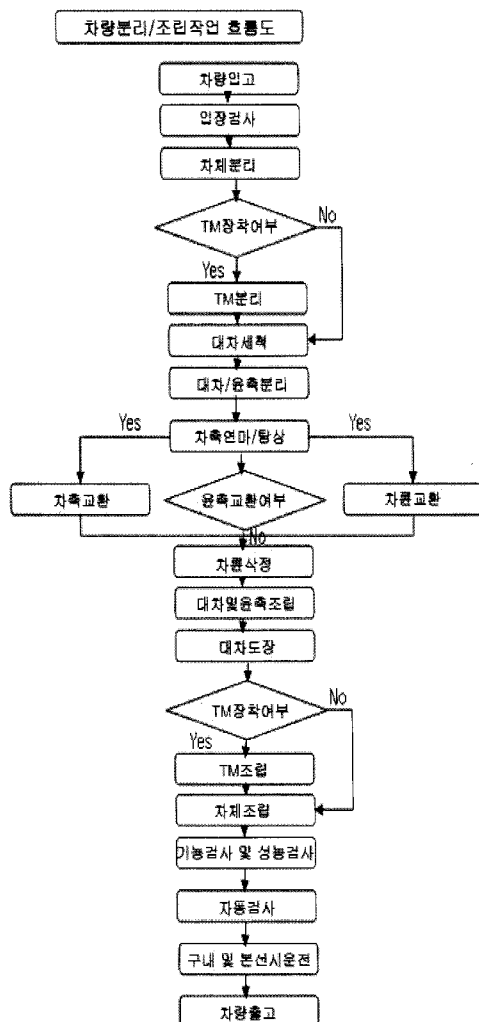 차량분리/조립작업 흐름도
차량입고
입장검사
차체분리
TM장착여부
No
Yes
TM분리
대차세척
대차/윤축분리
Yes
차축연마/탐상
Yes
차축교환
윤축교환여부
차륜교환
No
차륜삭정
대차및윤축조립
대차도장
TM장착여부
No
Yes
TM조립
차체조립
기능검사 및 성능검사
자동검사
구내 및 본선시운전
차량출고